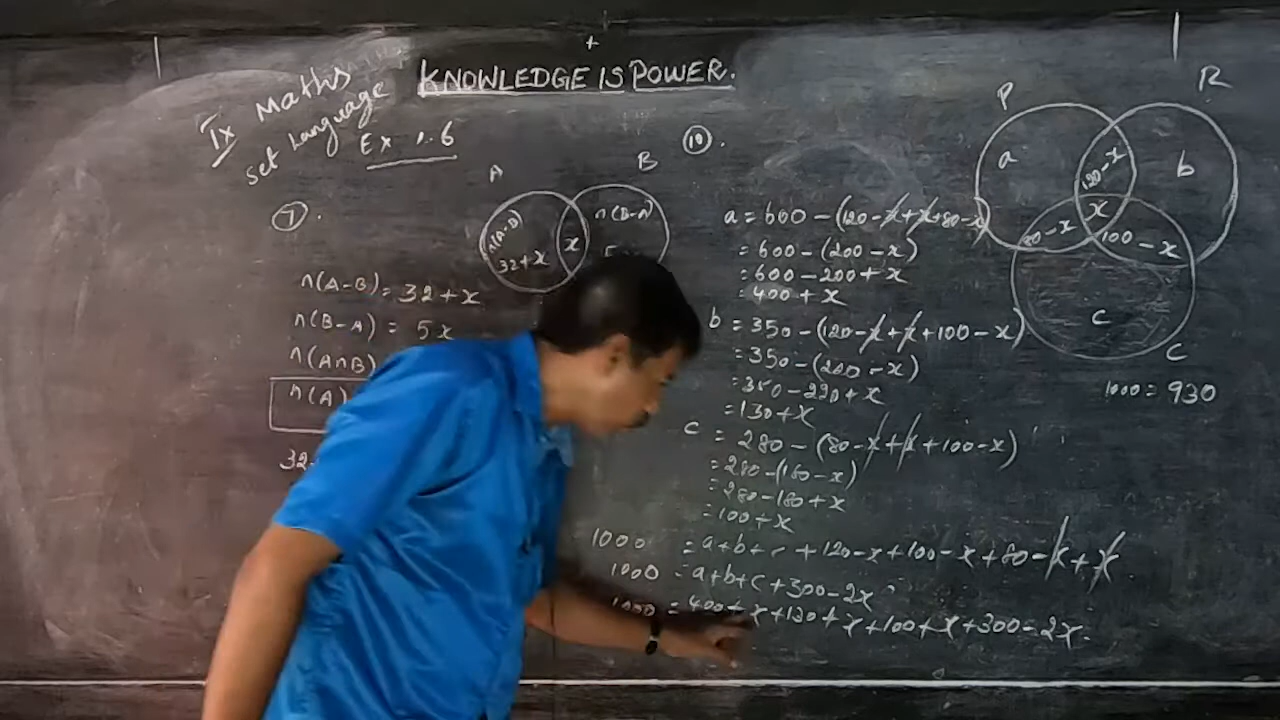 KNOWLEDGE IS POWER.
IX Maths
Set Language
Ex 1.6
7.
A B
n(A-B)
32+x
x
n(B-A)
n(A-B) = 32+x
n(B-A) = 5x
n(A∩B)
n(A)
32
10.
a = 600 - (120-x+x+80-x)
= 600 - (200-x)
= 600 - 200 + x
= 400 + x
b = 350 - (120-x+x+100-x)
= 350 - (220-x)
= 350 - 220 + x
= 130 + x
c = 280 - (80-x+x+100-x)
= 280 - (180-x)
= 280 - 180 + x
= 100 + x
1000 = a+b+c+120-x+100-x+80-x+x
1000 = a+b+c+300-2x
1000 = 400+x+130+x+100+x+300-2x
P R
a
120-x
b
x
80-x
100-x
c
C
1000 = 930